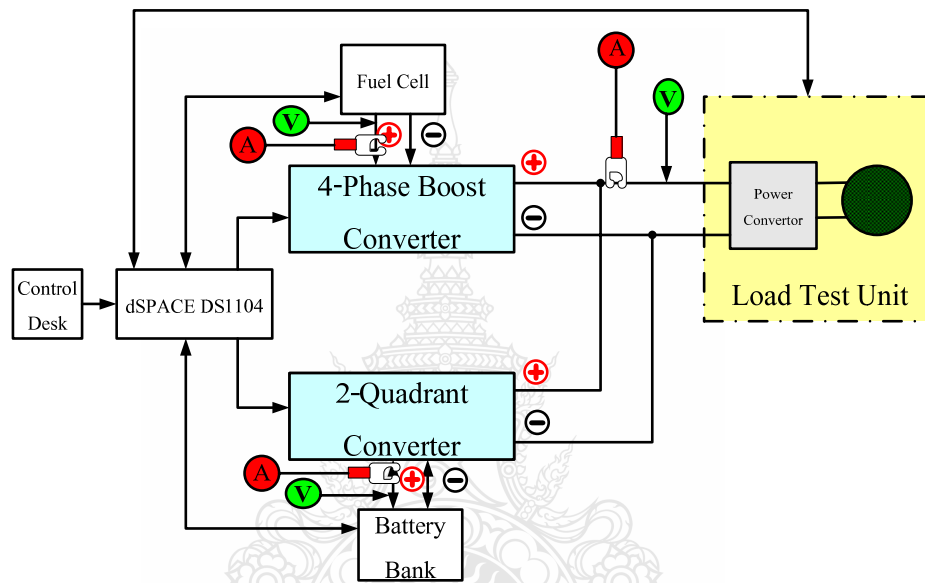 A
Fuel Cell
V
V
A
+
−
4-Phase Boost
Converter
+
−
Power
Convertor
Control
Desk
dSPACE DS1104
Load Test Unit
2-Quadrant
Converter
+
−
A
+
−
V
Battery
Bank